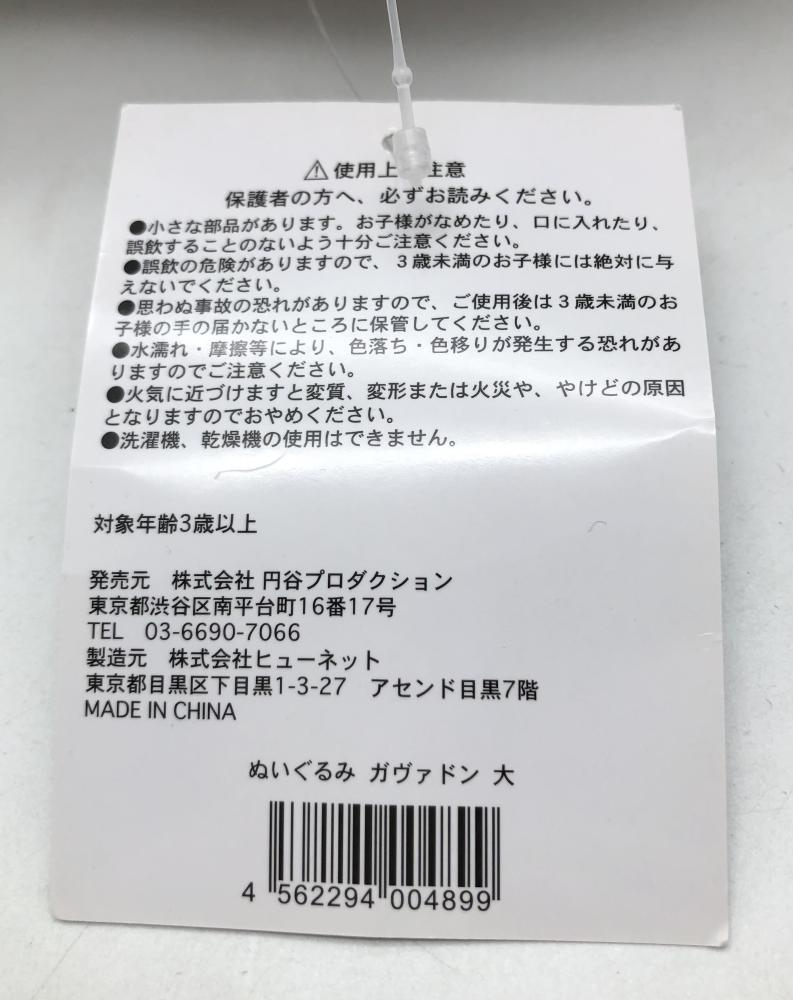 ⚠使用上 注意
保護者の方へ、必ずお読みください。
●小さな部品があります。お子様がなめたり、口に入れたり、
誤飲することのないよう十分ご注意ください。
●誤飲の危険がありますので、３歳未満のお子様には絶対に与
えないでください。
●思わぬ事故の恐れがありますので、ご使用後は３歳未満のお
子様の手の届かないところに保管してください。
●水濡れ・摩擦等により、色落ち・色移りが発生する恐れがあ
りますのでご注意ください。
●火気に近づけますと変質、変形または火災や、やけどの原因
となりますのでおやめください。
●洗濯機、乾燥機の使用はできません。
対象年齢3歳以上
発売元　株式会社 円谷プロダクション
東京都渋谷区南平台町16番17号
TEL　03-6690-7066
製造元　株式会社ヒューネット
東京都目黒区下目黒1-3-27　アセンド目黒7階
MADE IN CHINA
ぬいぐるみ ガヴァドン 大
4 562294 004899